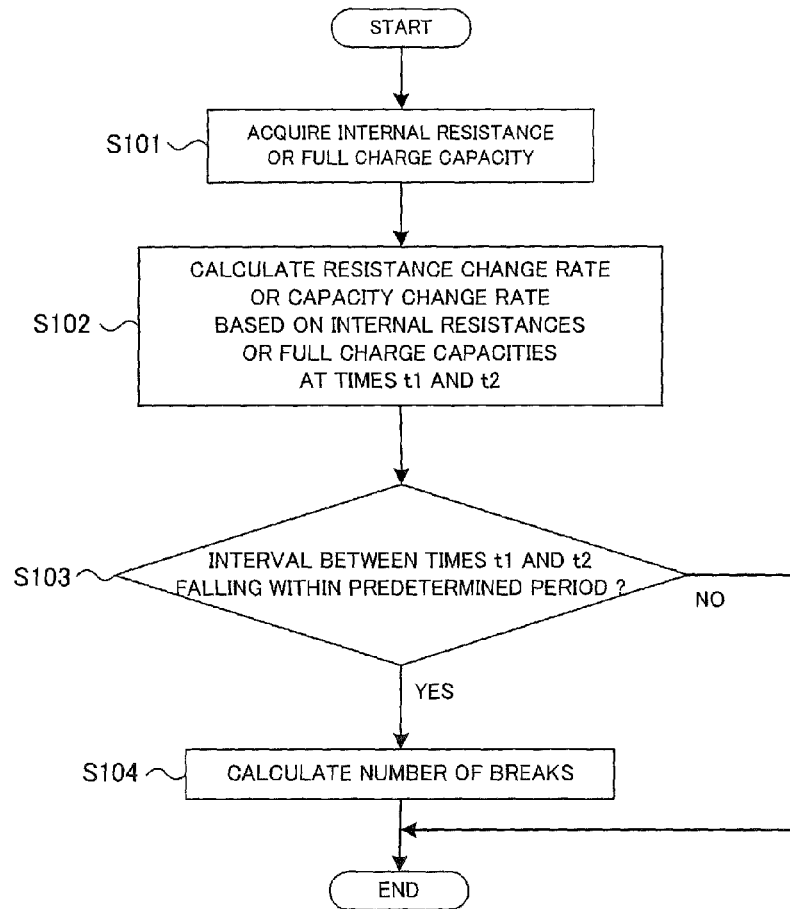 START
S101
ACQUIRE INTERNAL RESISTANCE
OR FULL CHARGE CAPACITY
S102
CALCULATE RESISTANCE CHANGE RATE
OR CAPACITY CHANGE RATE
BASED ON INTERNAL RESISTANCES
OR FULL CHARGE CAPACITIES
AT TIMES t1 AND t2
S103
INTERVAL BETWEEN TIMES t1 AND t2
FALLING WITHIN PREDETERMINED PERIOD ?
NO
YES
S104
CALCULATE NUMBER OF BREAKS
END